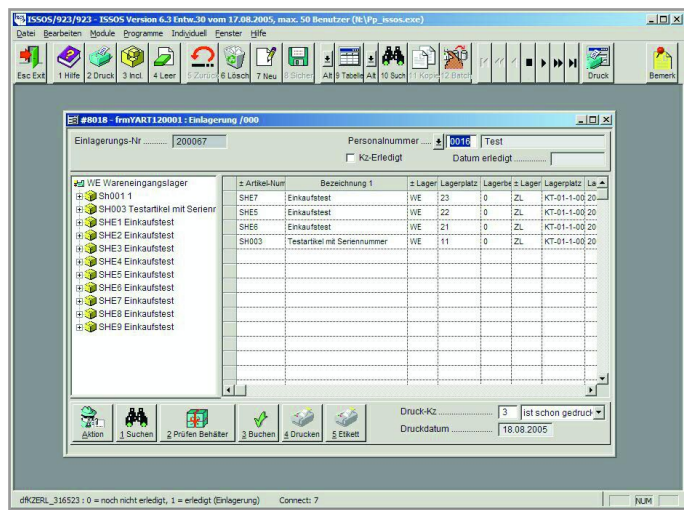 ISSOS/923/923 - ISSOS Version 6.3 Entw.30 vom 17.08.2005, max. 50 Benutzer (N:\Pp_issos.exe)
Datei Bearbeiten Module Programme Individuell Fenster Hilfe
Esc Exit 1 Hilfe 2 Druck 3 Incl. 4 Leer 5 Zurück 6 Lösch 7 Neu 8 Sicher Alt 9 Tabelle Alt 10 Such 11 Kopie 12 Batch Druck Bemerk
#8018 - frmYART120001 : Einlagerung /000
Einlagerungs-Nr .......... 200067 Personalnummer .... 0016 Test
Kz-Erledigt Datum erledigt .............
WE Wareneingangslager
Sh001 1
SH003 Testartikel mit Serienr
SHE1 Einkaufstest
SHE2 Einkaufstest
SHE3 Einkaufstest
SHE4 Einkaufstest
SHE5 Einkaufstest
SHE6 Einkaufstest
SHE7 Einkaufstest
SHE8 Einkaufstest
SHE9 Einkaufstest
± Artikel-Num Bezeichnung 1 ± Lager Lagerplatz Lagerbe ± Lager Lagerplatz La
SHE7 Einkaufstest WE 23 0 ZL KT-01-1-00 20
SHE5 Einkaufstest WE 22 0 ZL KT-01-1-00 20
SHE6 Einkaufstest WE 21 0 ZL KT-01-1-00 20
SH003 Testartikel mit Seriennummer WE 11 0 ZL KT-01-1-00 20
Aktion 1 Suchen 2 Prüfen Behälter 3 Buchen 4 Drucken 5 Etikett
Druck-Kz ...................... 3 ist schon gedruck
Druckdatum ................. 18.08.2005
dfKZERL_316523 : 0 = noch nicht erledigt, 1 = erledigt (Einlagerung) Connect: 7 NUM